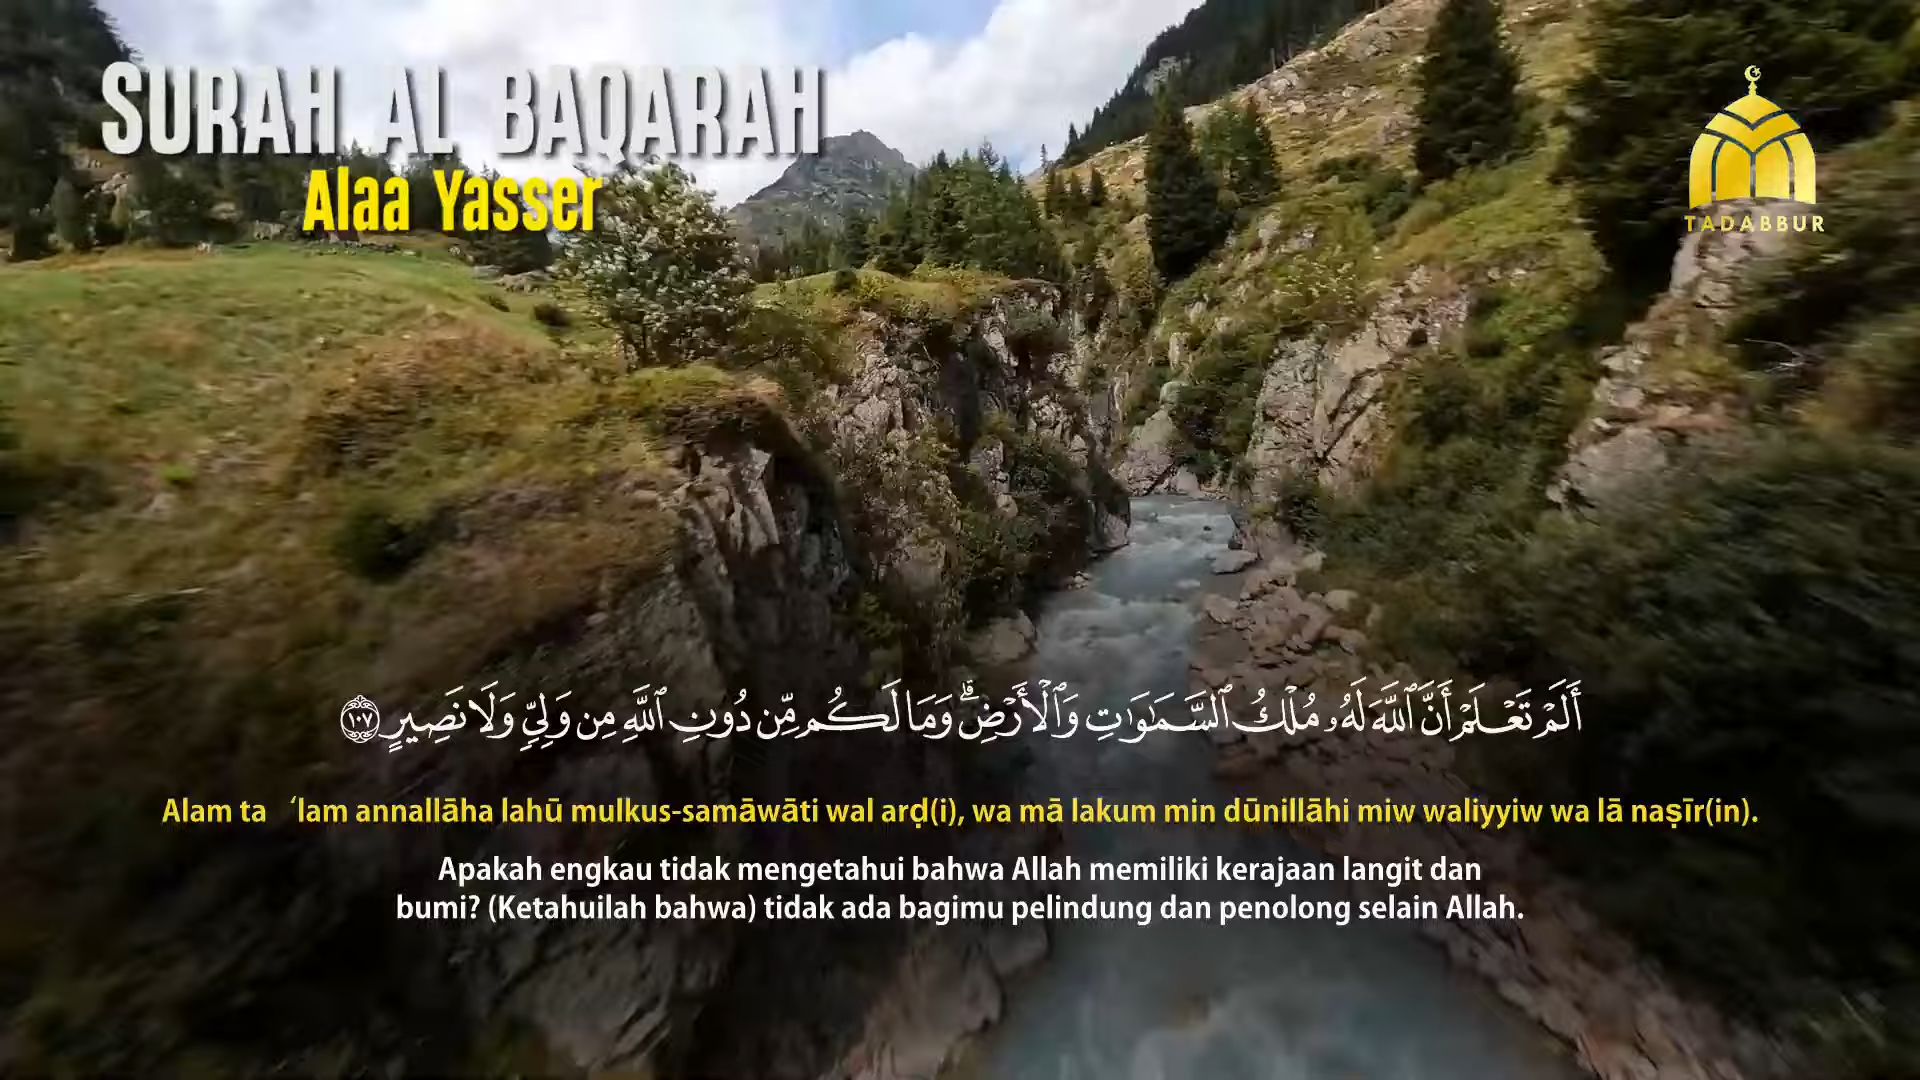 SURAH AL BAQARAH
Alaa Yasser
TADABBUR
أَلَمْ تَعْلَمْ أَنَّ ٱللَّهَ لَهُۥ مُلْكُ ٱلسَّمَـٰوَٰتِ وَٱلْأَرْضِ ۗ وَمَا لَكُم مِّن دُونِ ٱللَّهِ مِن وَلِىٍّ وَلَا نَصِيرٍ ١٠٧
Alam ta ‘lam annallāha lahū mulkus-samāwāti wal arḍ(i), wa mā lakum min dūnillāhi miw waliyyiw wa lā naṣīr(in).
Apakah engkau tidak mengetahui bahwa Allah memiliki kerajaan langit dan
bumi? (Ketahuilah bahwa) tidak ada bagimu pelindung dan penolong selain Allah.